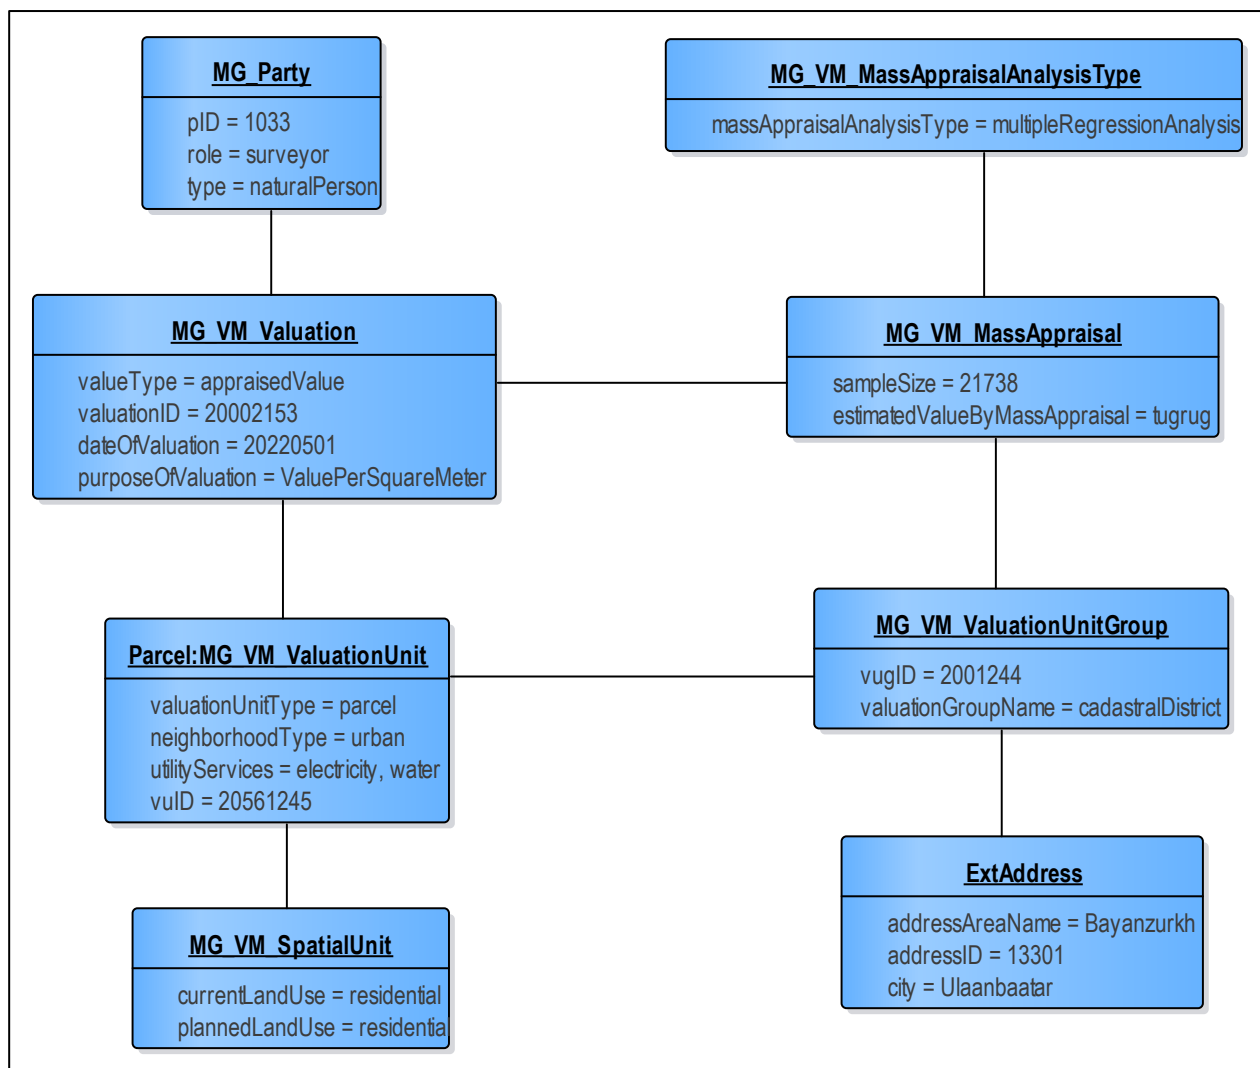 MG_Party
pID = 1033
role = surveyor
type = naturalPerson
MG_VM_MassAppraisalAnalysisType
massAppraisalAnalysisType = multipleRegressionAnalysis
MG_VM_Valuation
valueType = appraisedValue
valuationID = 20002153
dateOfValuation = 20220501
purposeOfValuation = ValuePerSquareMeter
MG_VM_MassAppraisal
sampleSize = 21738
estimatedValueByMassAppraisal = tugrug
Parcel:MG_VM_ValuationUnit
valuationUnitType = parcel
neighborhoodType = urban
utilityServices = electricity, water
vuID = 20561245
MG_VM_ValuationUnitGroup
vugID = 2001244
valuationGroupName = cadastralDistrict
MG_VM_SpatialUnit
currentLandUse = residential
plannedLandUse = residential
ExtAddress
addressAreaName = Bayanzurkh
addressID = 13301
city = Ulaanbaatar